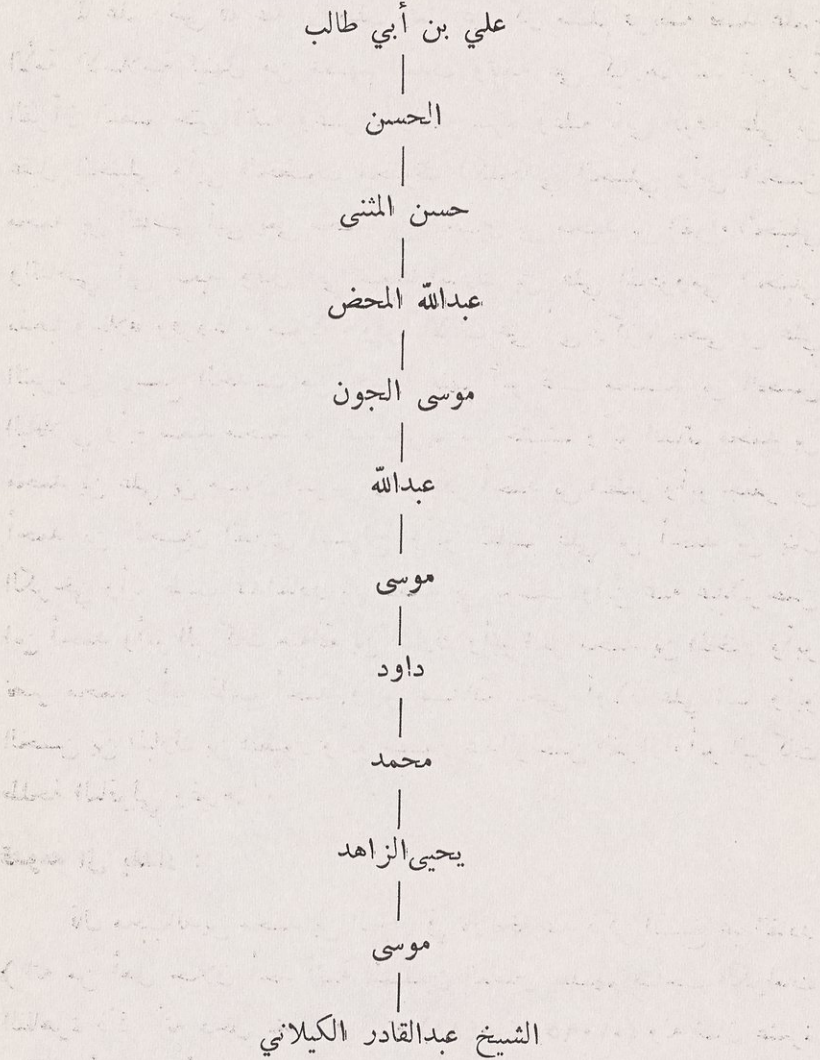 علي بن أبي طالب
الحسن
حسن المثنى
عبدالله المحض
موسى الجون
عبدالله
موسى
داود
محمد
يحيى الزاهد
موسى
الشيخ عبدالقادر الكيلاني